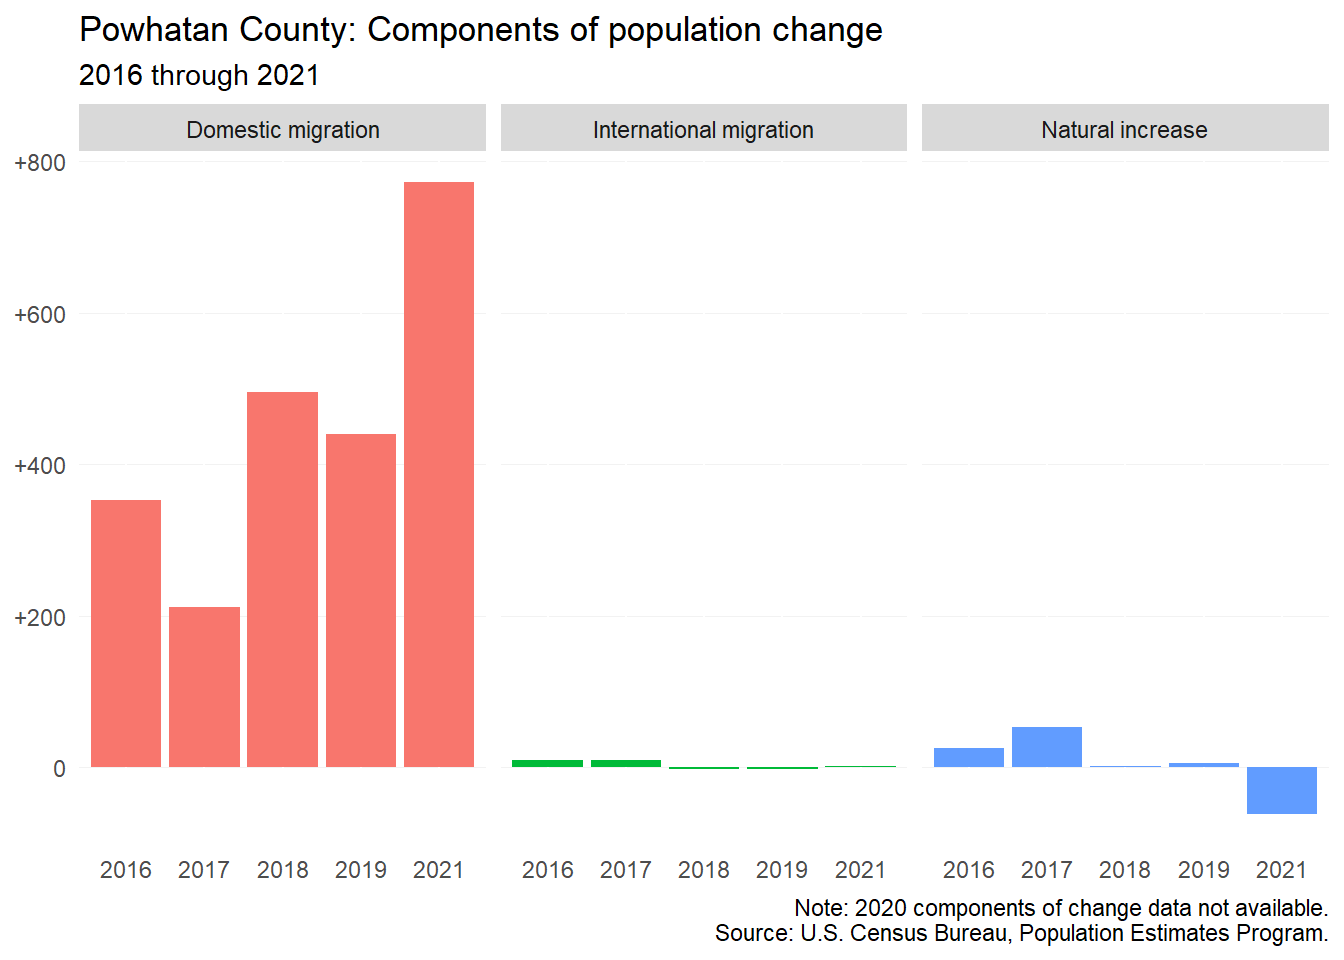 Powhatan County: Components of population change
2016 through 2021
Domestic migration International migration Natural increase
+800
+600
+400
+200
0
2016 2017 2018 2019 2021 2016 2017 2018 2019 2021 2016 2017 2018 2019 2021
Note: 2020 components of change data not available.
Source: U.S. Census Bureau, Population Estimates Program.